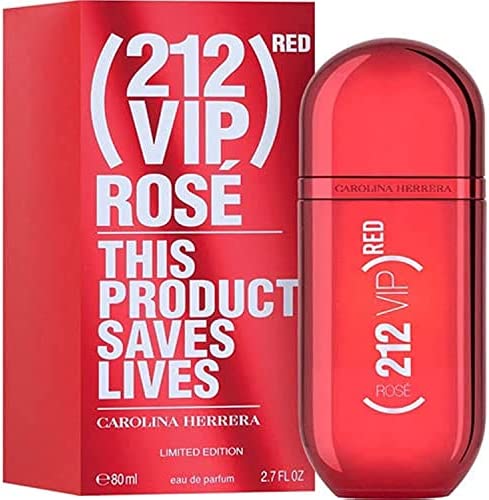 (212)RED
VIP
ROSÉ
THIS
PRODUCT
SAVES
LIVES
CAROLINA HERRERA
LIMITED EDITION
℮80ml eau de parfum 2.7 FL OZ
CAROLINA HERRERA
(212 VIP)RED
ROSÉ